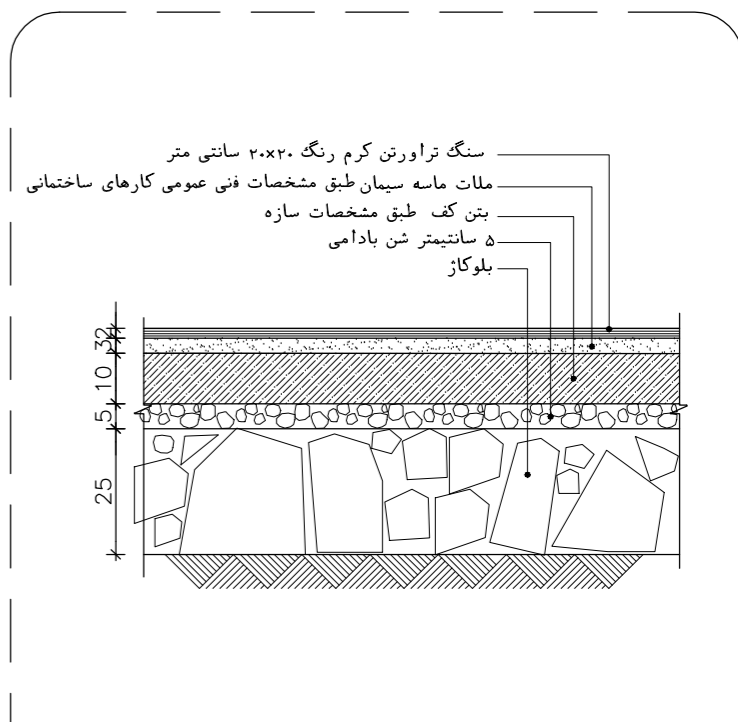 سنگ تراورتن کرم رنگ ۲۰×۲۰ سانتی متر
ملات ماسه سیمان طبق مشخصات فنی عمومی کارهای ساختمانی
بتن کف طبق مشخصات سازه
۵ سانتیمتر شن بادامی
بلوکاژ
2
3
10
5
25